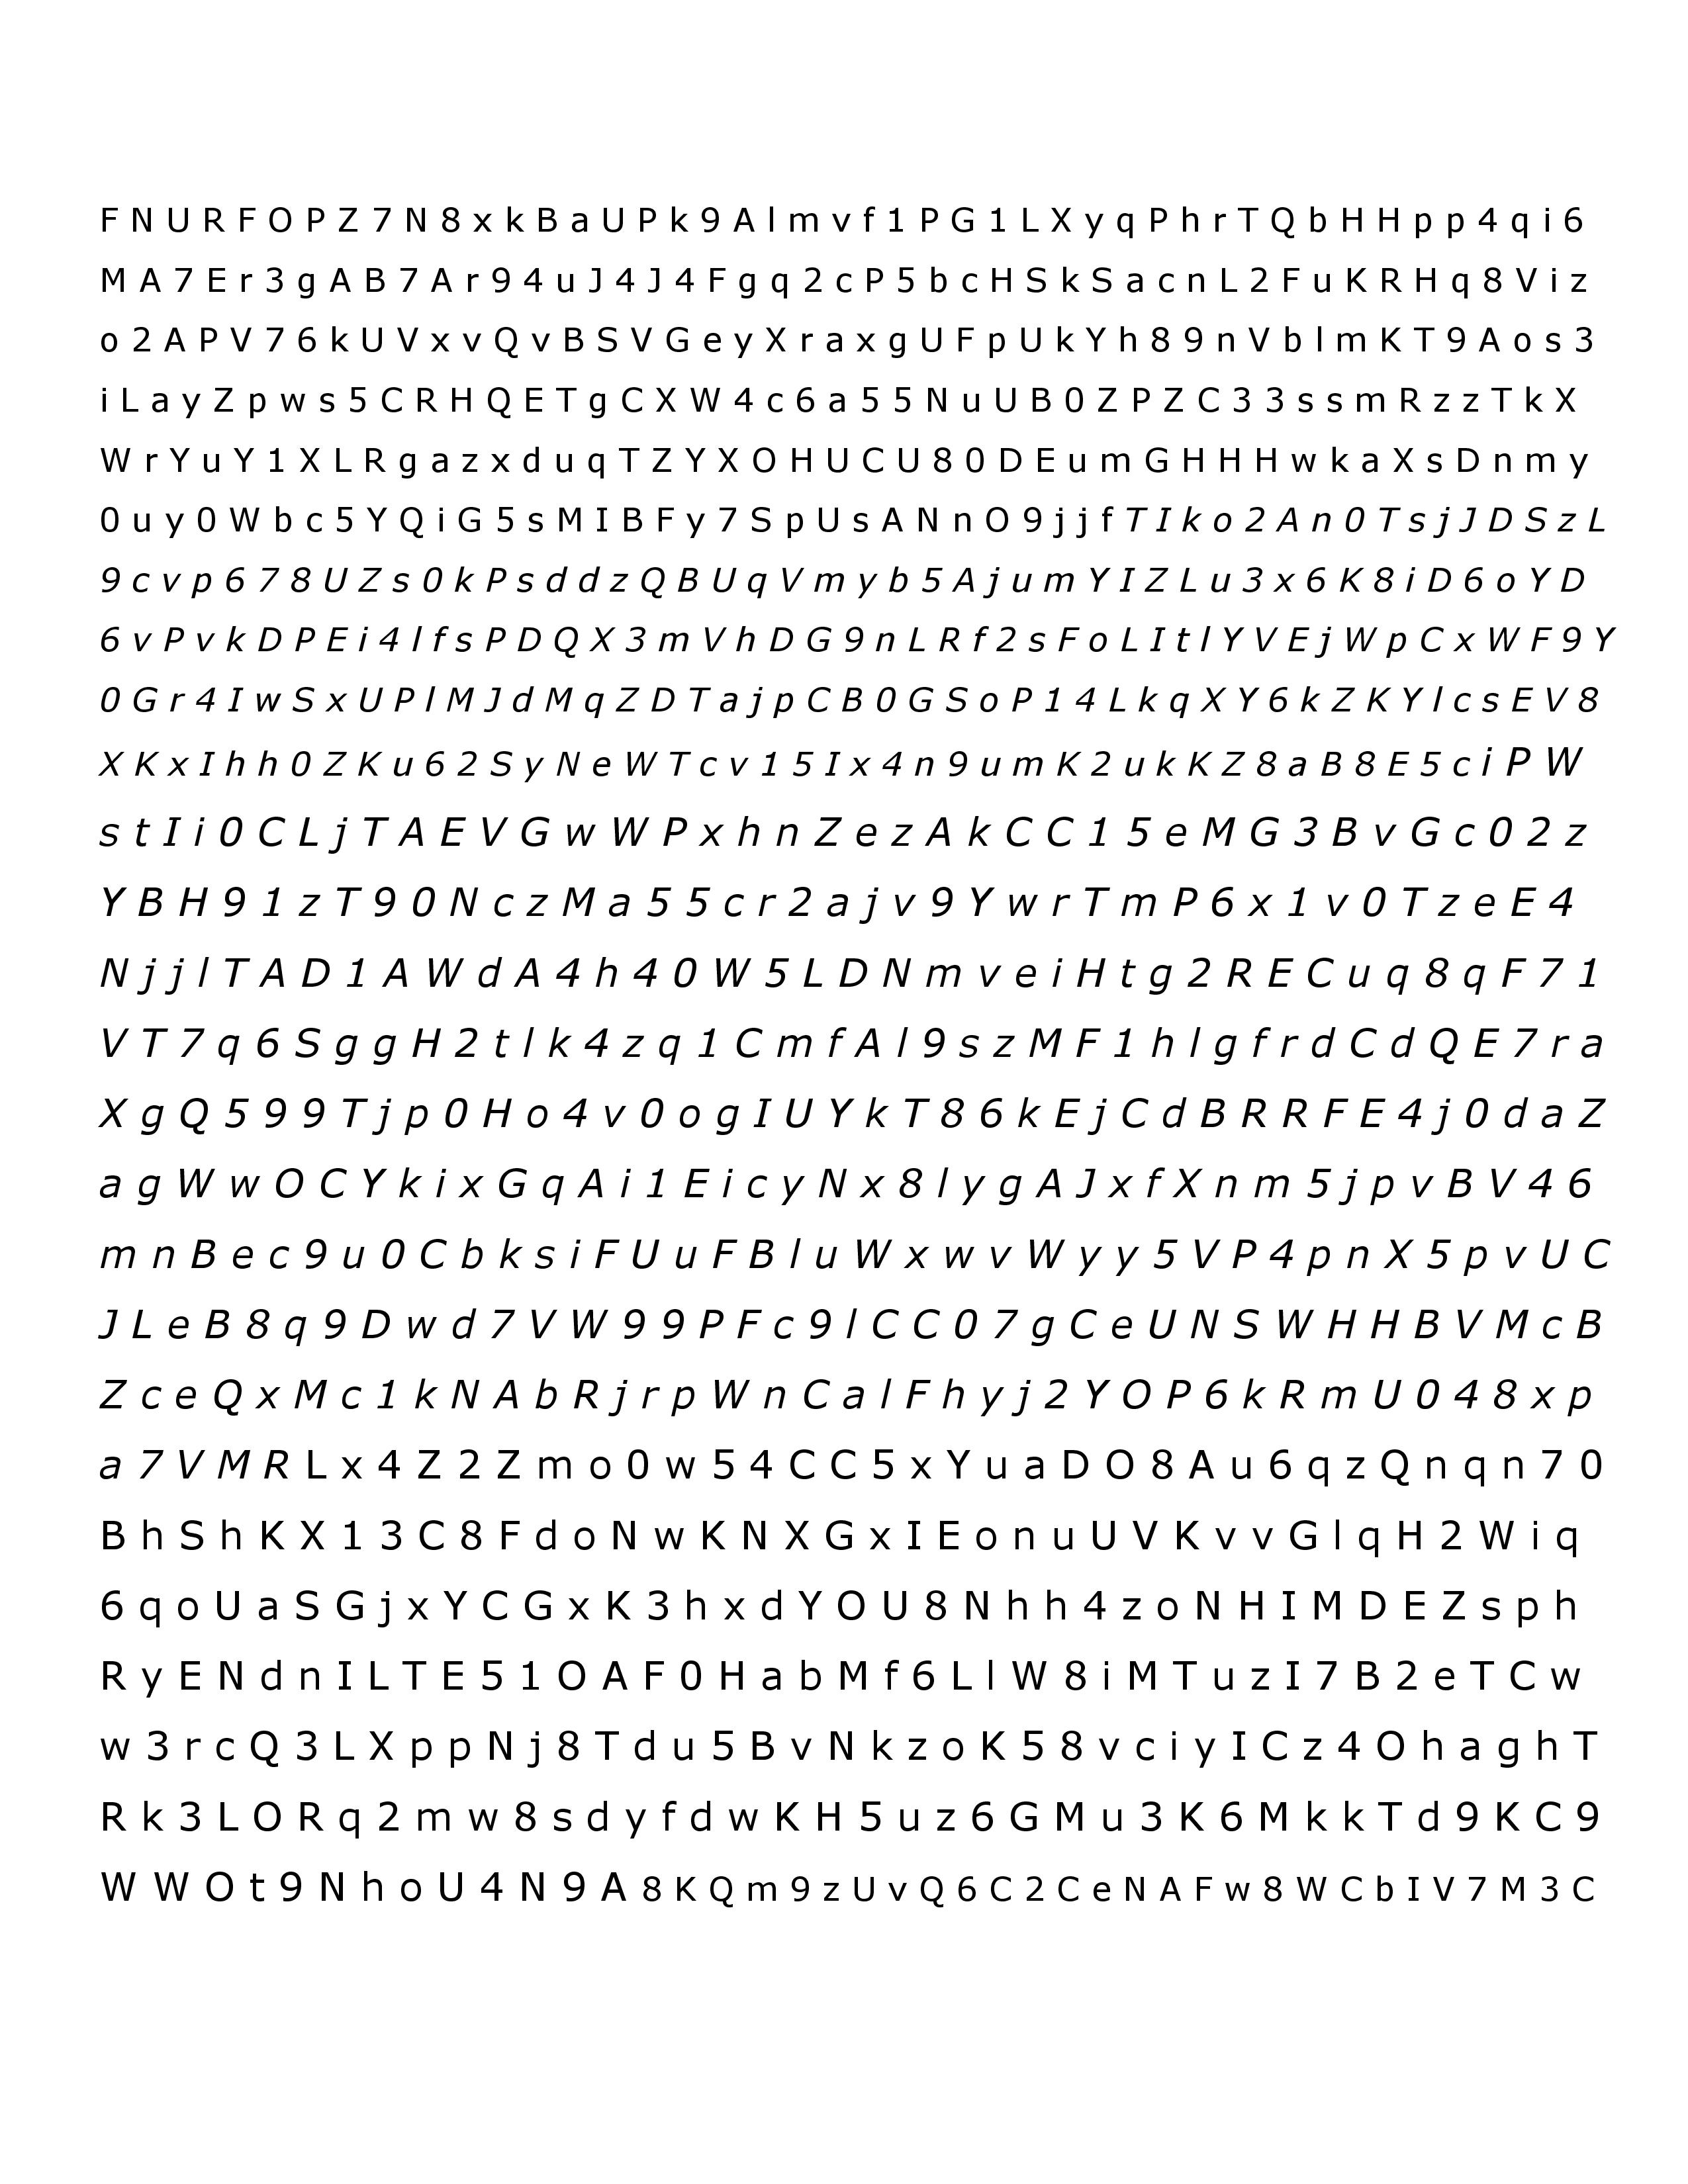 F N U R F O P Z 7 N 8 x k B a U P k 9 A l m v f 1 P G 1 L X y q P h r T Q b H H p p 4 q i 6
M A 7 E r 3 g A B 7 A r 9 4 u J 4 J 4 F g q 2 c P 5 b c H S k S a c n L 2 F u K R H q 8 V i z
o 2 A P V 7 6 k U V x v Q v B S V G e y X r a x g U F p U k Y h 8 9 n V b l m K T 9 A o s 3
i L a y Z p w s 5 C R H Q E T g C X W 4 c 6 a 5 5 N u U B 0 Z P Z C 3 3 s s m R z z T k X
W r Y u Y 1 X L R g a z x d u q T Z Y X O H U C U 8 0 D E u m G H H H w k a X s D n m y
0 u y 0 W b c 5 Y Q i G 5 s M I B F y 7 S p U s A N n O 9 j j f T I k o 2 A n 0 T s j J D S z L
9 c v p 6 7 8 U Z s 0 k P s d d z Q B U q V m y b 5 A j u m Y I Z L u 3 x 6 K 8 i D 6 o Y D
6 v P v k D P E i 4 l f s P D Q X 3 m V h D G 9 n L R f 2 s F o L I t l Y V E j W p C x W F 9 Y
0 G r 4 I w S x U P l M J d M q Z D T a j p C B 0 G S o P 1 4 L k q X Y 6 k Z K Y l c s E V 8
X K x I h h 0 Z K u 6 2 S y N e W T c v 1 5 I x 4 n 9 u m K 2 u k K Z 8 a B 8 E 5 c i P W
s t I i 0 C L j T A E V G w W P x h n Z e z A k C C 1 5 e M G 3 B v G c 0 2 z
Y B H 9 1 z T 9 0 N c z M a 5 5 c r 2 a j v 9 Y w r T m P 6 x 1 v 0 T z e E 4
N j j l T A D 1 A W d A 4 h 4 0 W 5 L D N m v e i H t g 2 R E C u q 8 q F 7 1
V T 7 q 6 S g g H 2 t l k 4 z q 1 C m f A l 9 s z M F 1 h l g f r d C d Q E 7 r a
X g Q 5 9 9 T j p 0 H o 4 v 0 o g I U Y k T 8 6 k E j C d B R R F E 4 j 0 d a Z
a g W w O C Y k i x G q A i 1 E i c y N x 8 l y g A J x f X n m 5 j p v B V 4 6
m n B e c 9 u 0 C b k s i F U u F B l u W x w v W y y 5 V P 4 p n X 5 p v U C
J L e B 8 q 9 D w d 7 V W 9 9 P F c 9 l C C 0 7 g C e U N S W H H B V M c B
Z c e Q x M c 1 k N A b R j r p W n C a l F h y j 2 Y O P 6 k R m U 0 4 8 x p
a 7 V M R L x 4 Z 2 Z m o 0 w 5 4 C C 5 x Y u a D O 8 A u 6 q z Q n q n 7 0
B h S h K X 1 3 C 8 F d o N w K N X G x I E o n u U V K v v G l q H 2 W i q
6 q o U a S G j x Y C G x K 3 h x d Y O U 8 N h h 4 z o N H I M D E Z s p h
R y E N d n I L T E 5 1 O A F 0 H a b M f 6 L l W 8 i M T u z I 7 B 2 e T C w
w 3 r c Q 3 L X p p N j 8 T d u 5 B v N k z o K 5 8 v c i y I C z 4 O h a g h T
R k 3 L O R q 2 m w 8 s d y f d w K H 5 u z 6 G M u 3 K 6 M k k T d 9 K C 9
W W O t 9 N h o U 4 N 9 A 8 K Q m 9 z U v Q 6 C 2 C e N A F w 8 W C b I V 7 M 3 C